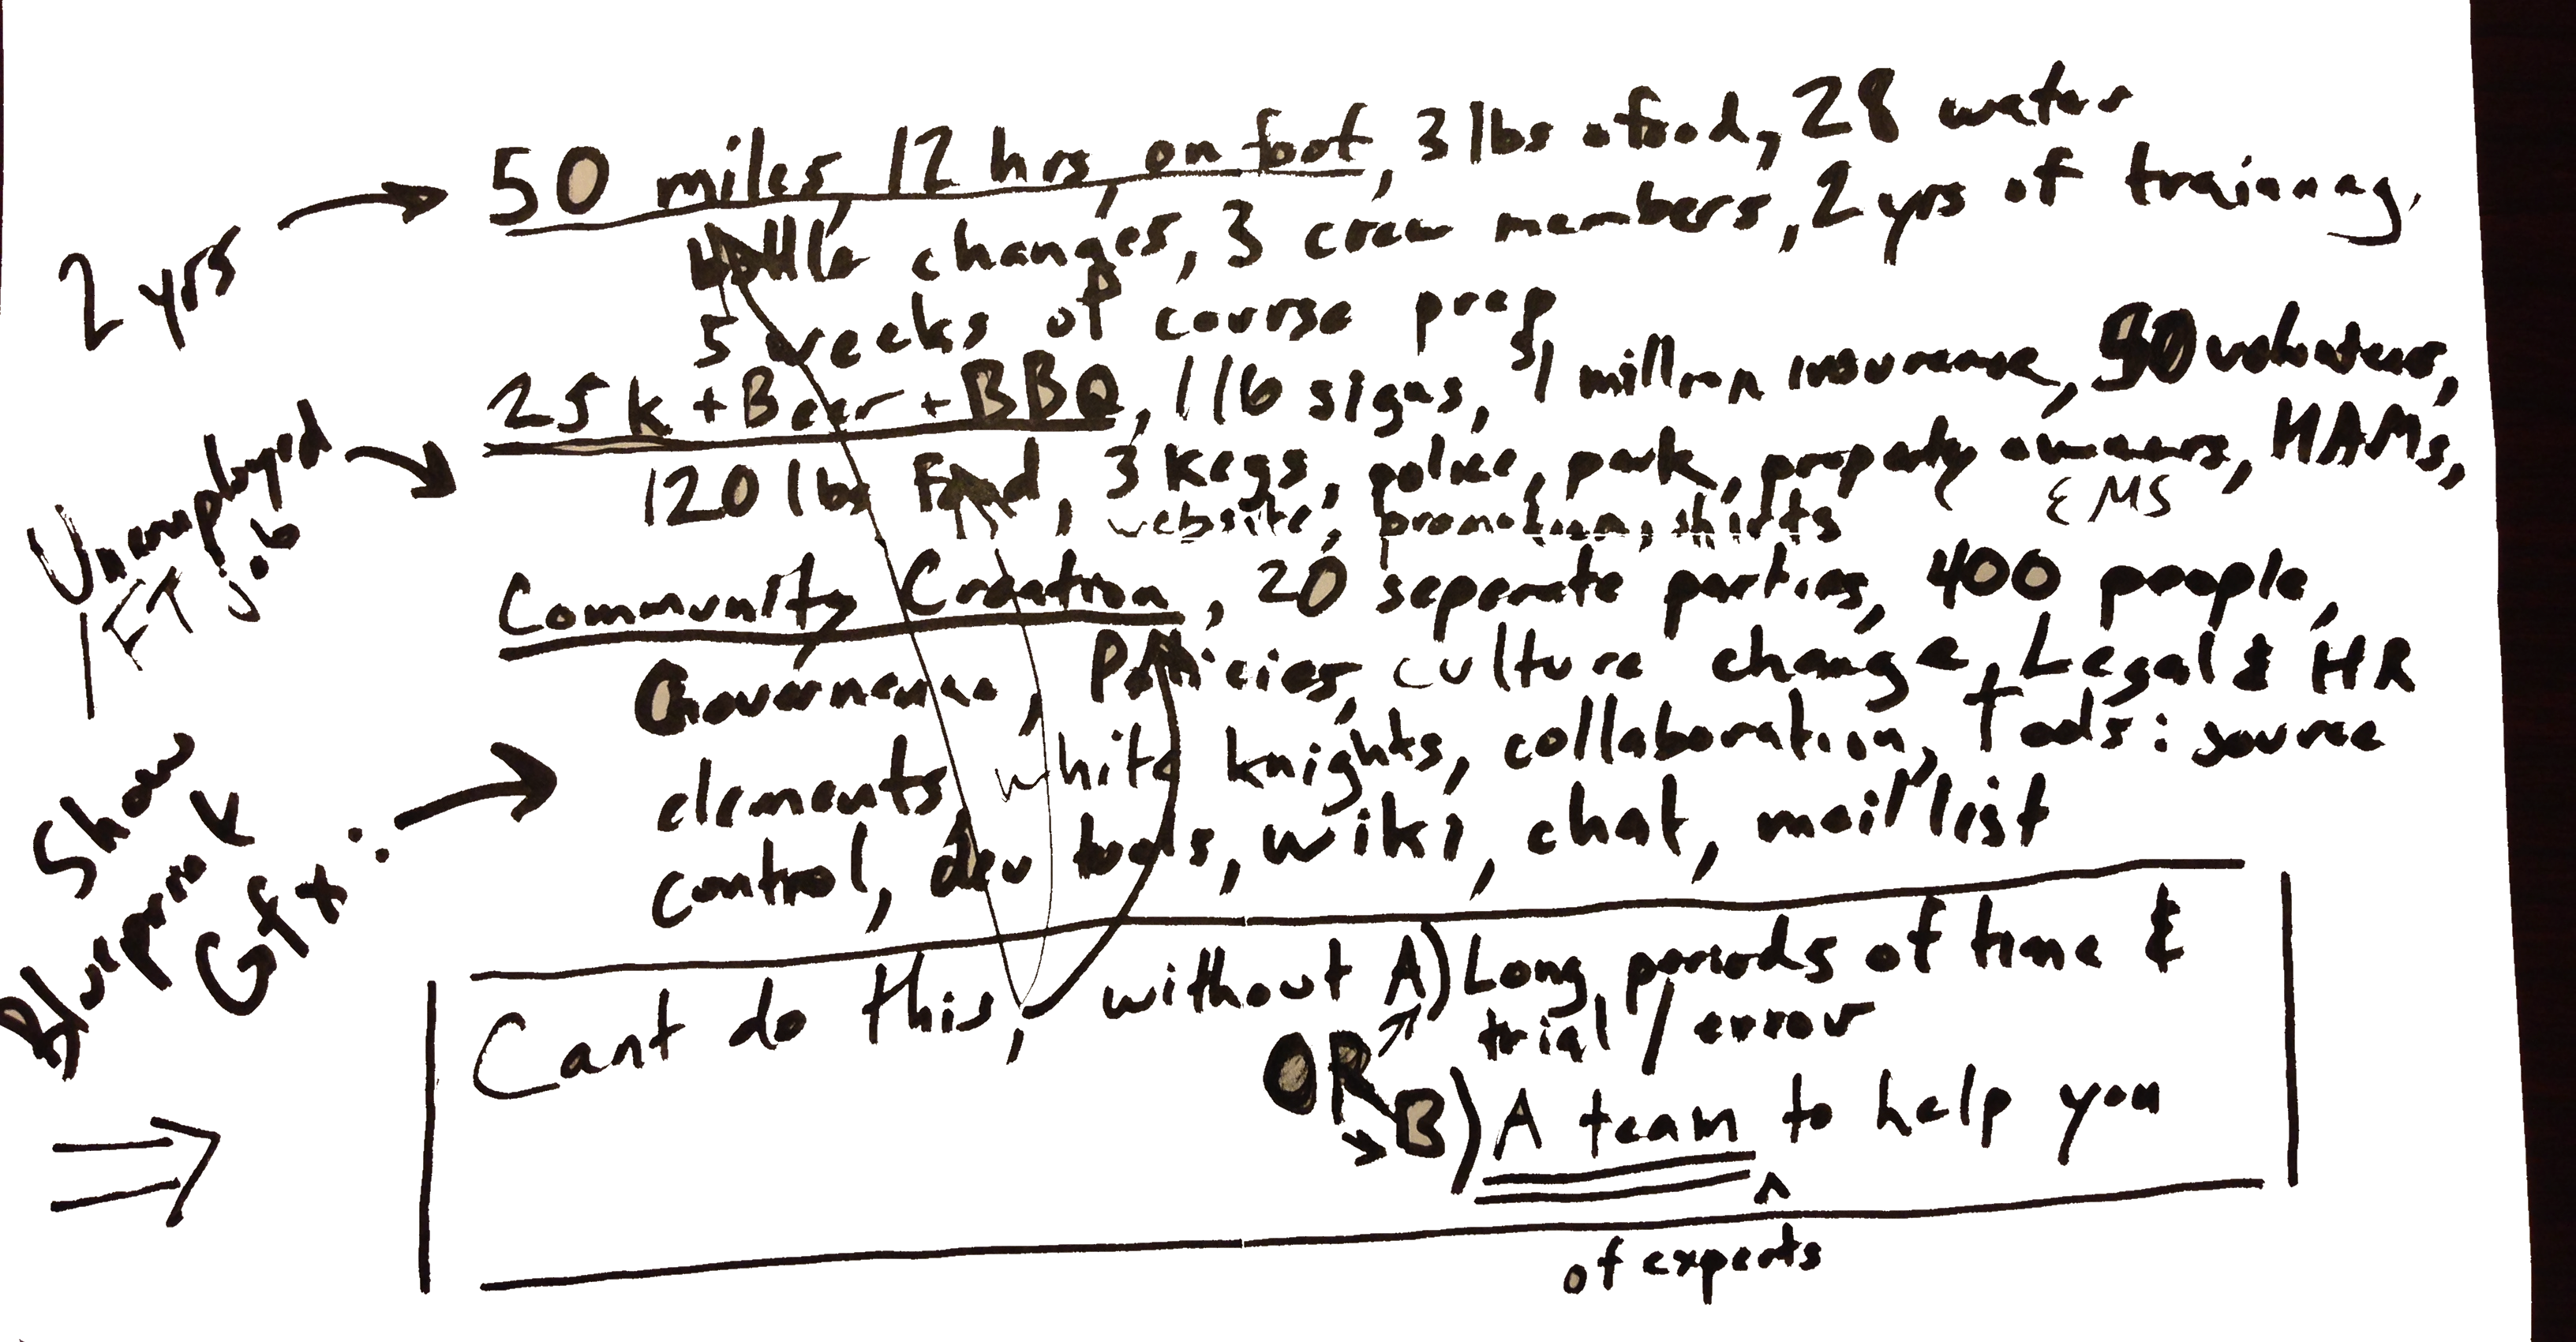 50 miles, 12 hrs, on foot, 3 lbs of food, 28 water
bottle changes, 3 crew members, 2 yrs of training,
5 weeks of course prep
25k + Beer + BBQ, 116 signs, $1 million insurance, 90 volunteers,
120 lbs Food, 3 kegs, police, park, property owners, HAMs,
website, promotion, shirts EMS
Community Creation, 20 seperate parties, 400 people,
Governence, Policies, culture change, Legal & HR
elements, white knights, collaboration, Tools: source
control, dev tools, wiki, chat, mail list
Cant do this, without A) Long periods of time &
trial / error
OR
B) A team to help you
of experts
2 yrs
Unemployed
FT job
Show
Blueprint
Gfx: